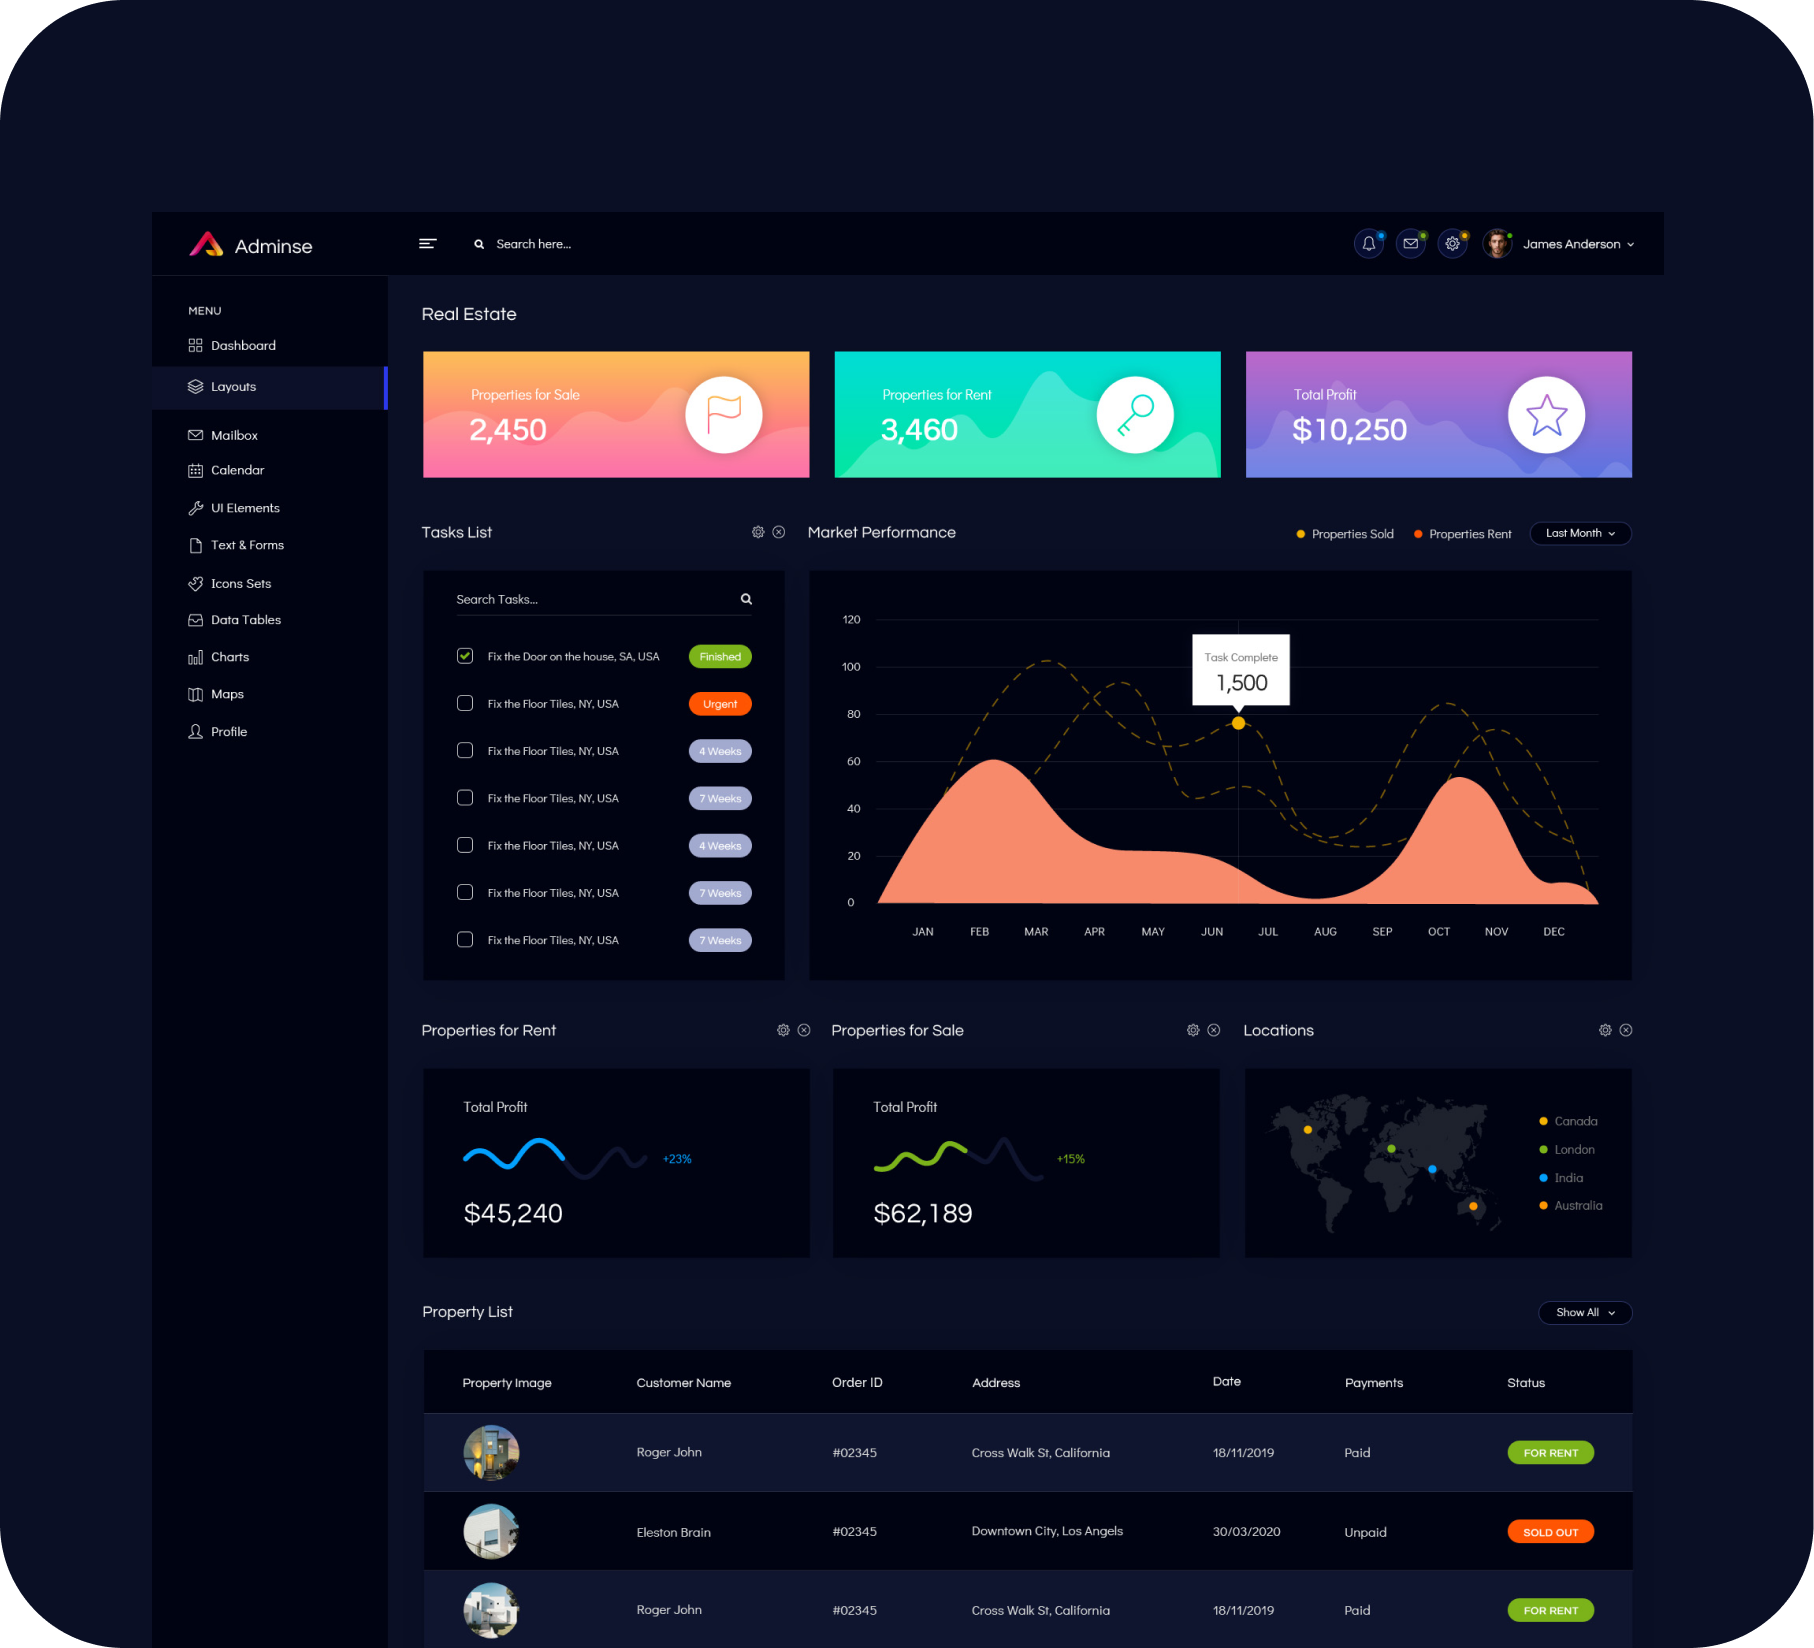 Adminse
Search here...
James Anderson
MENU
Dashboard
Layouts
Mailbox
Calendar
UI Elements
Text & Forms
Icons Sets
Data Tables
Charts
Maps
Profile
Real Estate
Properties for Sale
2,450
Properties for Rent
3,460
Total Profit
$10,250
Tasks List
Search Tasks...
Fix the Door on the house, SA, USA Finished
Fix the Floor Tiles, NY, USA Urgent
Fix the Floor Tiles, NY, USA 4 Weeks
Fix the Floor Tiles, NY, USA 7 Weeks
Fix the Floor Tiles, NY, USA 4 Weeks
Fix the Floor Tiles, NY, USA 7 Weeks
Fix the Floor Tiles, NY, USA 7 Weeks
Market Performance
Properties Sold Properties Rent Last Month
120
100
80
60
40
20
0
Task Complete
1,500
JAN FEB MAR APR MAY JUN JUL AUG SEP OCT NOV DEC
Properties for Rent
Total Profit
+23%
$45,240
Properties for Sale
Total Profit
+15%
$62,189
Locations
Canada
London
India
Australia
Property List
Show All
Property Image Customer Name Order ID Address Date Payments Status
Roger John #02345 Cross Walk St, California 18/11/2019 Paid FOR RENT
Eleston Brain #02345 Downtown City, Los Angels 30/03/2020 Unpaid SOLD OUT
Roger John #02345 Cross Walk St, California 18/11/2019 Paid FOR RENT